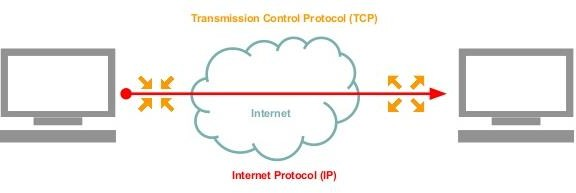 Transmission Control Protocol (TCP)
Internet
Internet Protocol (IP)